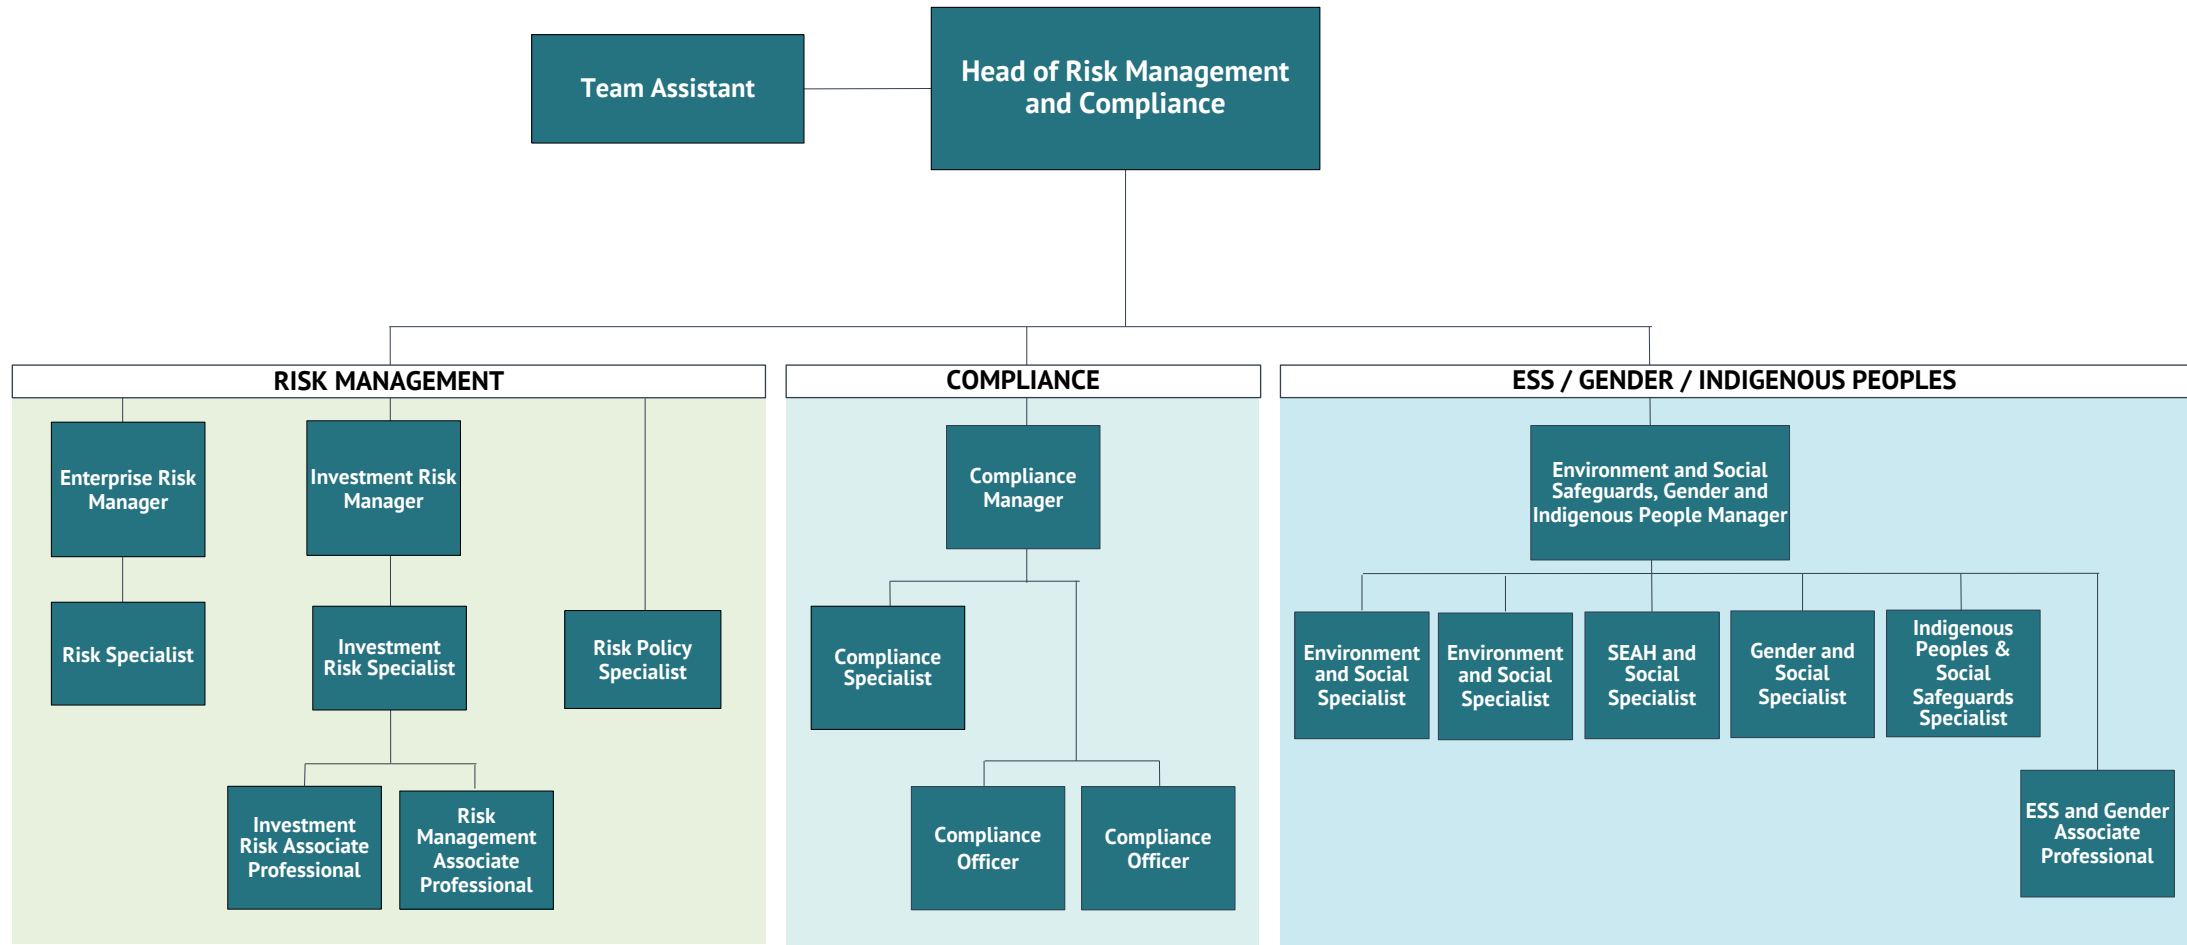 Team Assistant
Head of Risk Management
and Compliance
RISK MANAGEMENT
COMPLIANCE
ESS / GENDER / INDIGENOUS PEOPLES
Enterprise Risk
Manager
Investment Risk
Manager
Compliance
Manager
Environment and Social
Safeguards, Gender and
Indigenous People Manager
Risk Specialist
Investment
Risk Specialist
Risk Policy
Specialist
Compliance
Specialist
Environment
and Social
Specialist
Environment
and Social
Specialist
SEAH and
Social
Specialist
Gender and
Social
Specialist
Indigenous
Peoples &
Social
Safeguards
Specialist
Investment
Risk Associate
Professional
Risk
Management
Associate
Professional
Compliance
Officer
Compliance
Officer
ESS and Gender
Associate
Professional